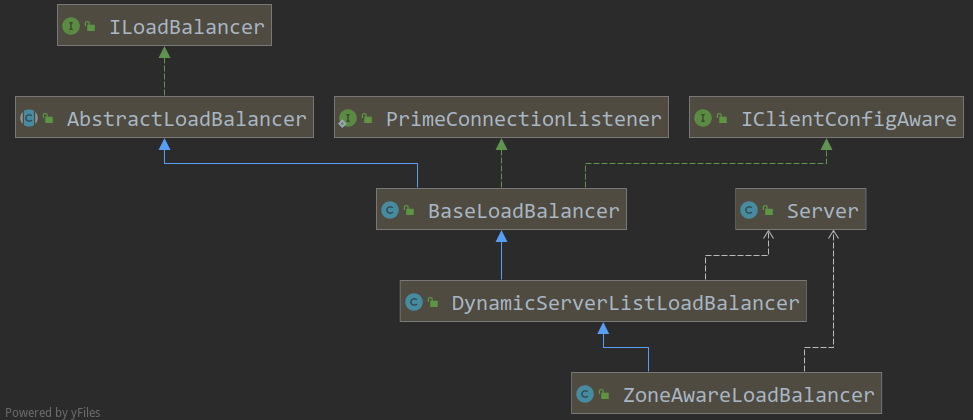 ILoadBalancer
AbstractLoadBalancer
PrimeConnectionListener
IClientConfigAware
BaseLoadBalancer
Server
DynamicServerListLoadBalancer
ZoneAwareLoadBalancer
Powered by yFiles